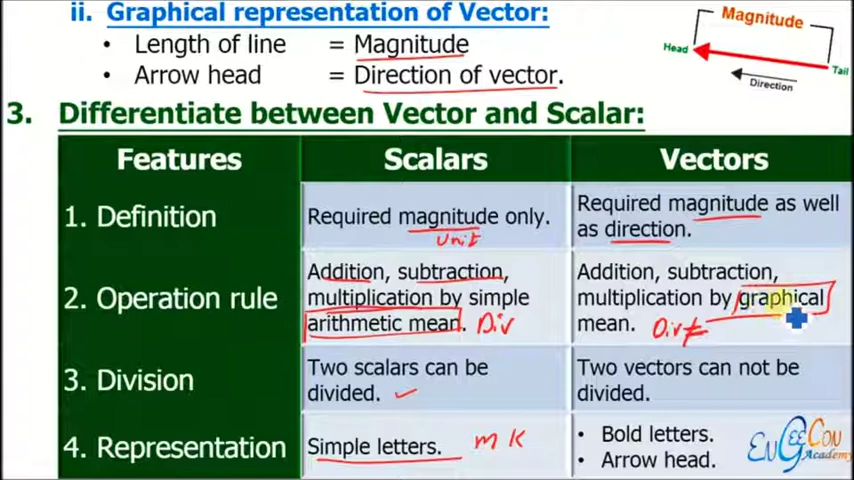 ii. Graphical representation of Vector:
• Length of line = Magnitude
• Arrow head = Direction of vector.
Magnitude
Head
Tail
Direction
3. Differentiate between Vector and Scalar:
Features Scalars Vectors
1. Definition
Required magnitude only.
unit
Required magnitude as well
as direction.
2. Operation rule
Addition, subtraction,
multiplication by simple
arithmetic mean. Div
Addition, subtraction,
multiplication by graphical
mean. Div≠
3. Division
Two scalars can be
divided. ✓
Two vectors can not be
divided.
4. Representation
Simple letters. m K
• Bold letters.
• Arrow head.
EnGeeCon
Academy